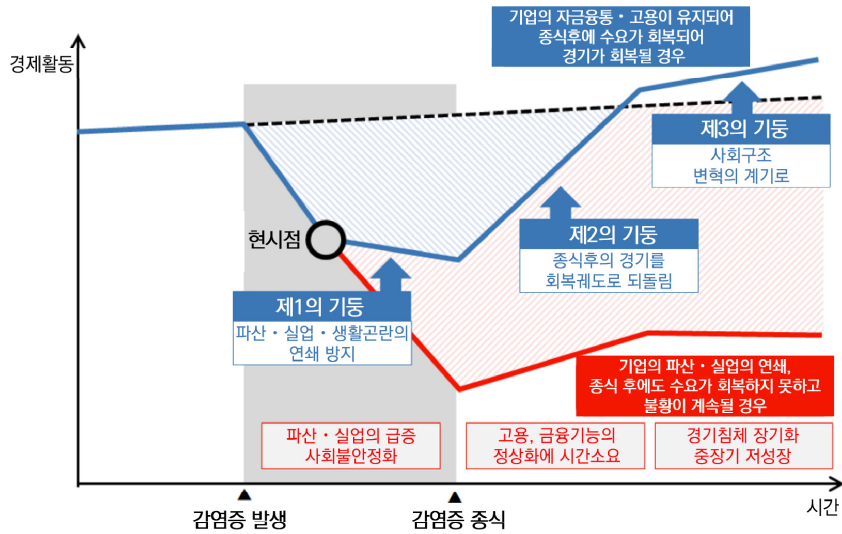 기업의 자금융통・고용이 유지되어
종식후에 수요가 회복되어
경기가 회복될 경우
경제활동
제3의 기둥
사회구조
변혁의 계기로
현시점
제2의 기둥
종식후의 경기를
회복궤도로 되돌림
제1의 기둥
파산・실업・생활곤란의
연쇄 방지
기업의 파산・실업의 연쇄,
종식 후에도 수요가 회복하지 못하고
불황이 계속될 경우
파산・실업의 급증
사회불안정화
고용, 금융기능의
정상화에 시간소요
경기침체 장기화
중장기 저성장
시간
감염증 발생
감염증 종식